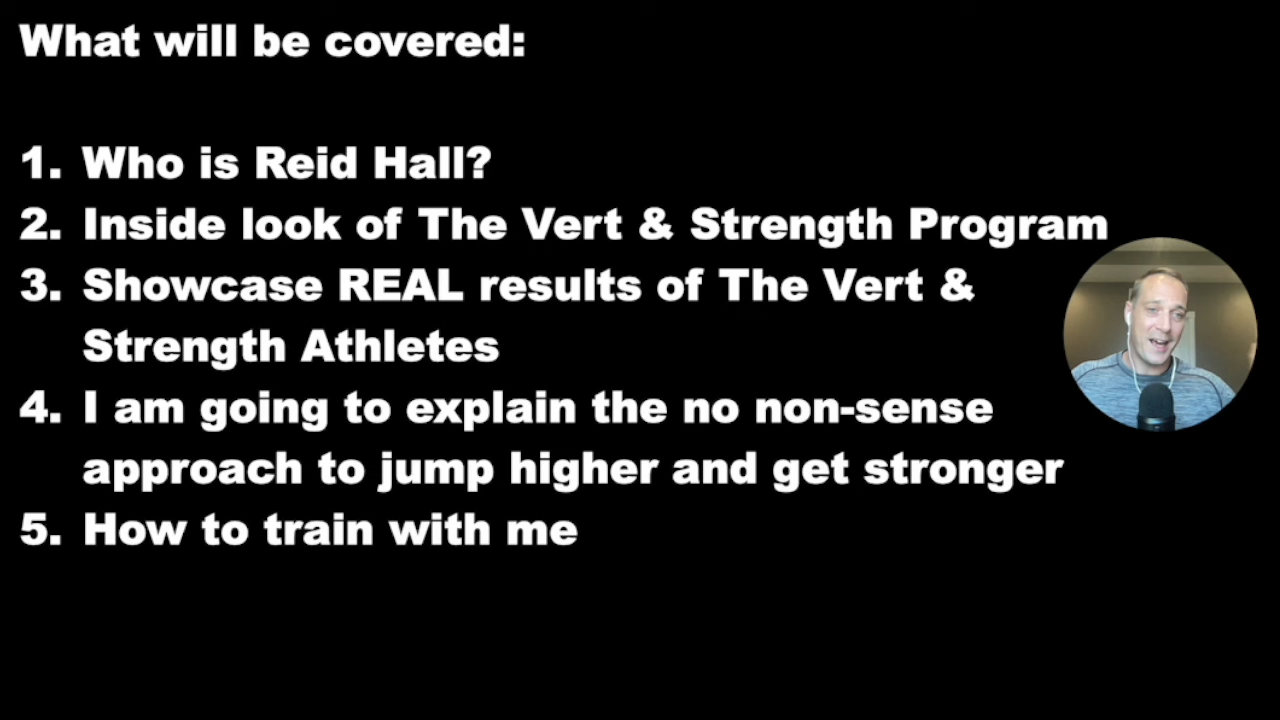 What will be covered:
1. Who is Reid Hall?
2. Inside look of The Vert & Strength Program
3. Showcase REAL results of The Vert &
Strength Athletes
4. I am going to explain the no non-sense
approach to jump higher and get stronger
5. How to train with me